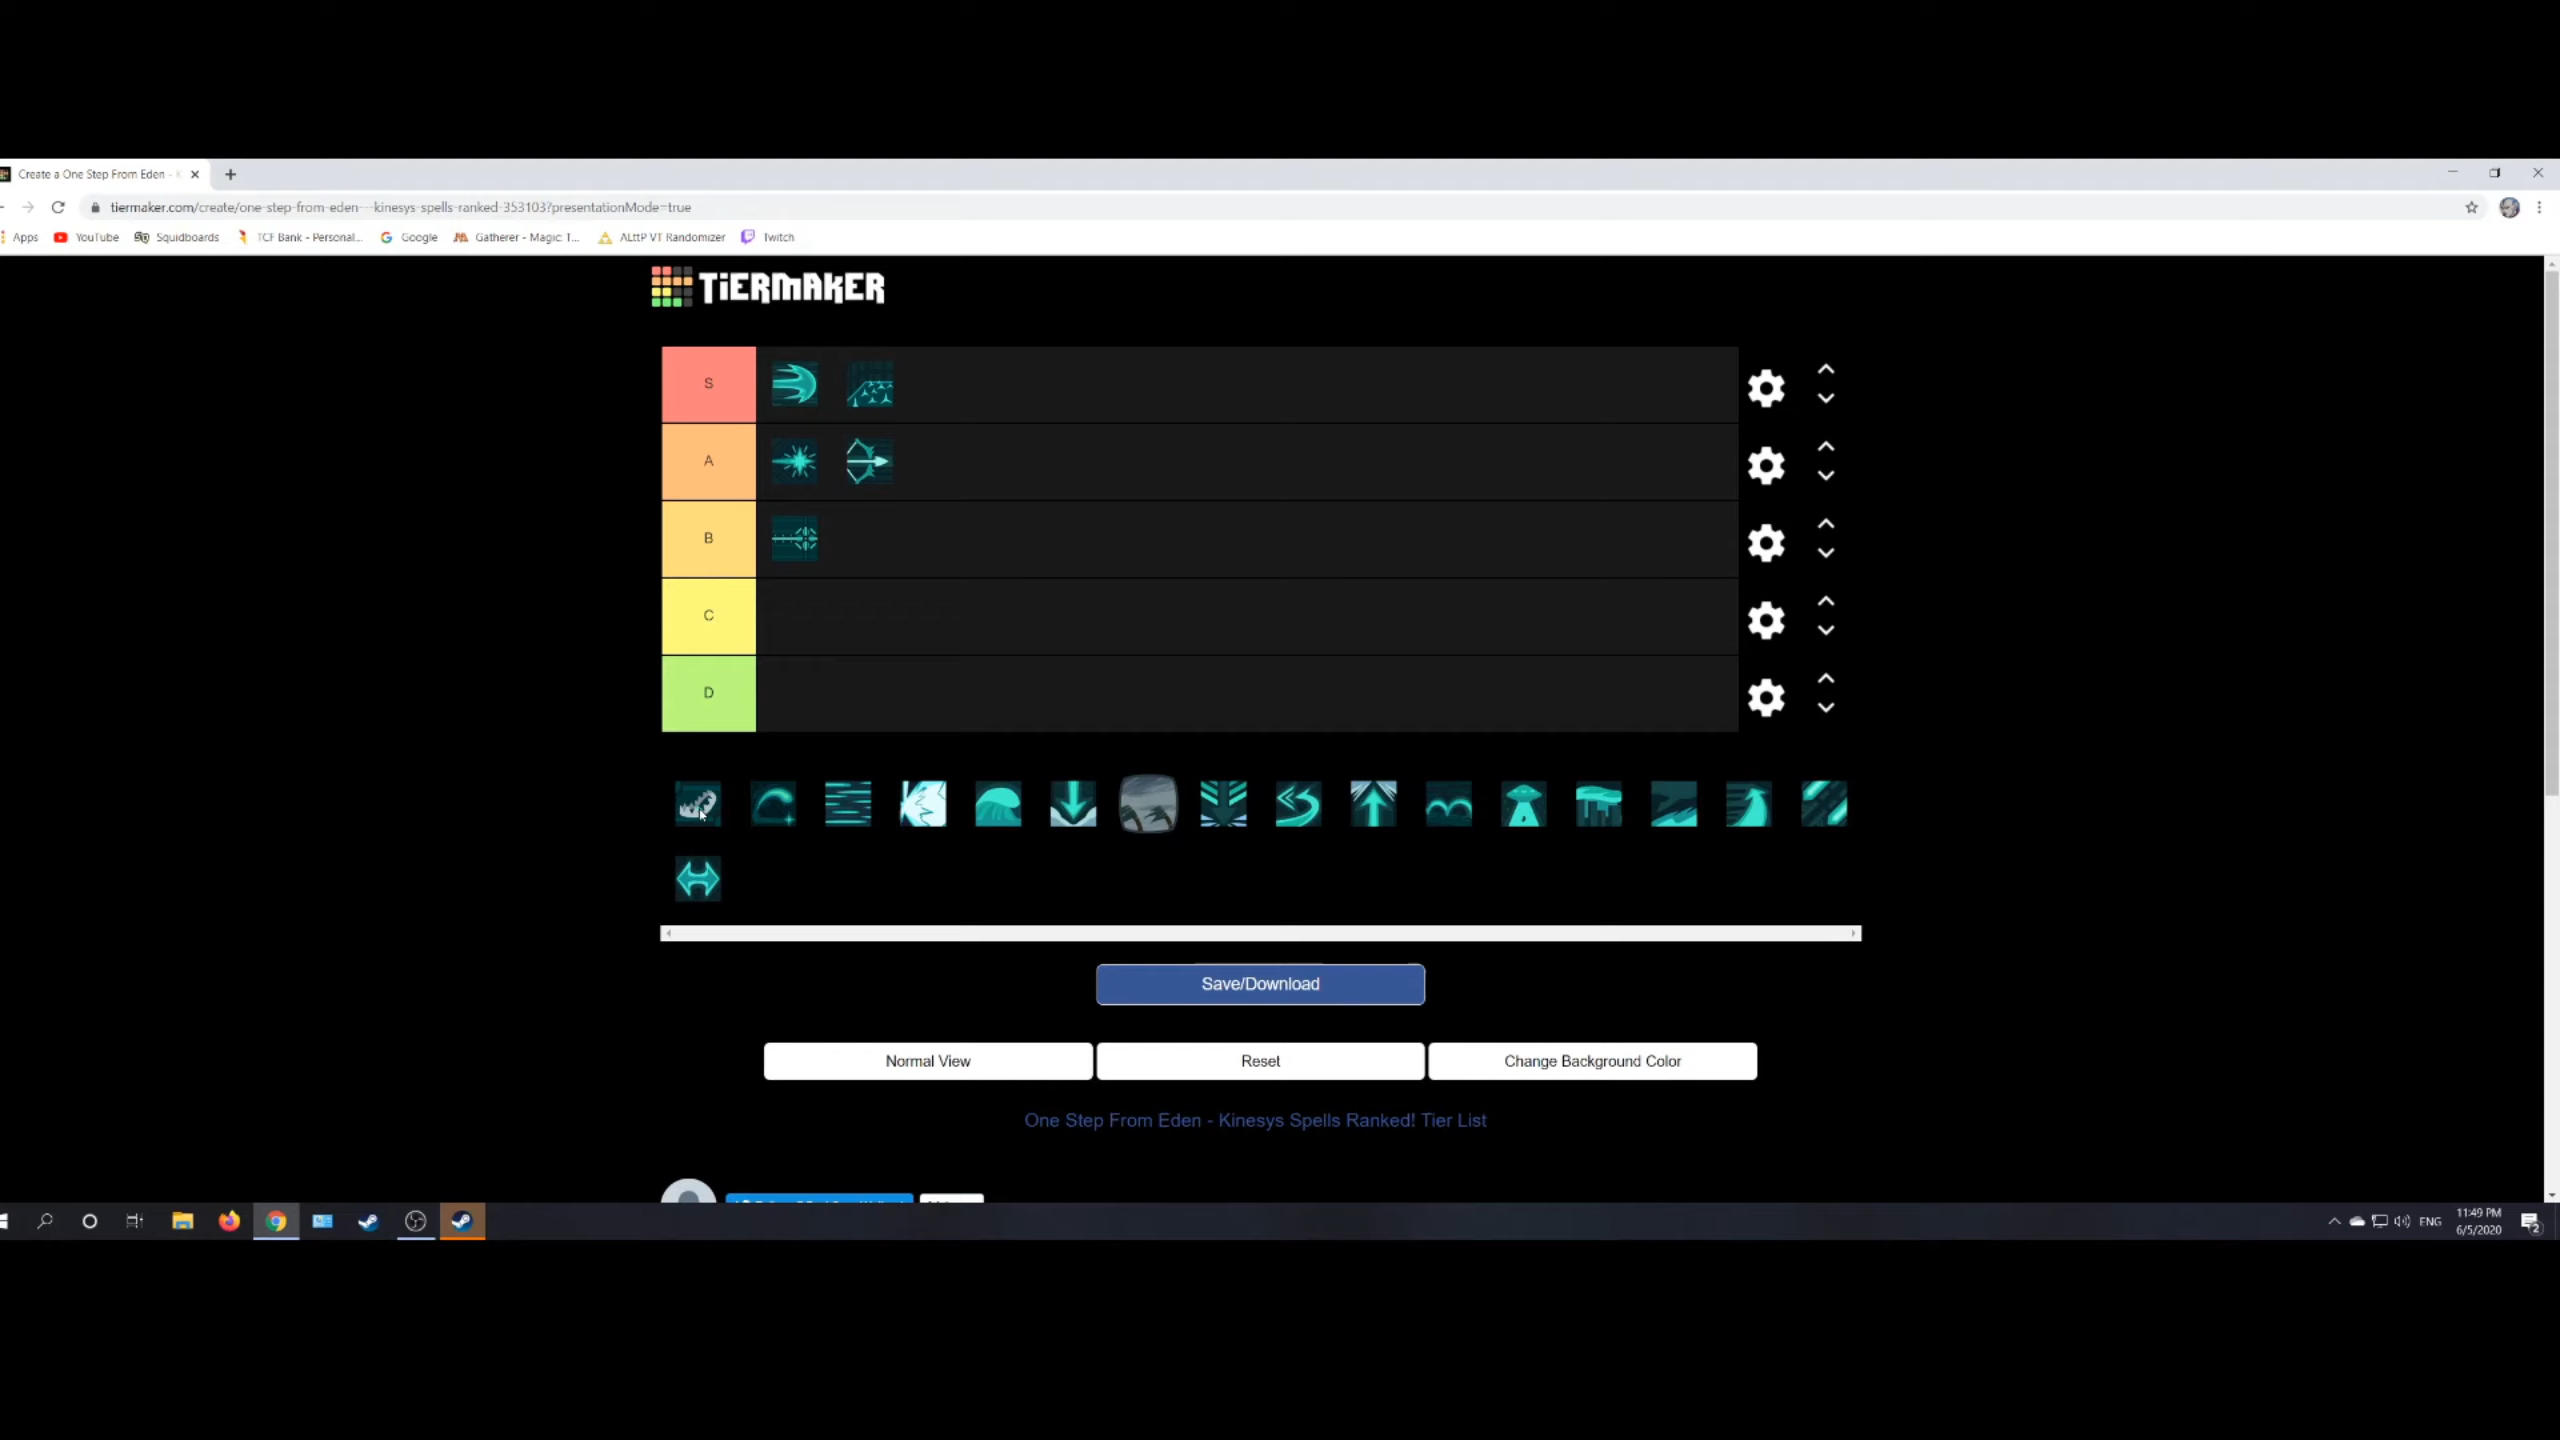 Create a One Step From Eden -
tiermaker.com/create/one-step-from-eden---kinesys-spells-ranked-353103?presentationMode=true
Apps YouTube Squidboards TCF Bank - Personal... Google Gatherer - Magic: T... ALttP VT Randomizer Twitch
TiERMAKER
S
A
B
C
D
Save/Download
Normal View Reset Change Background Color
One Step From Eden - Kinesys Spells Ranked! Tier List
ENG
11:49 PM
6/5/2020
2